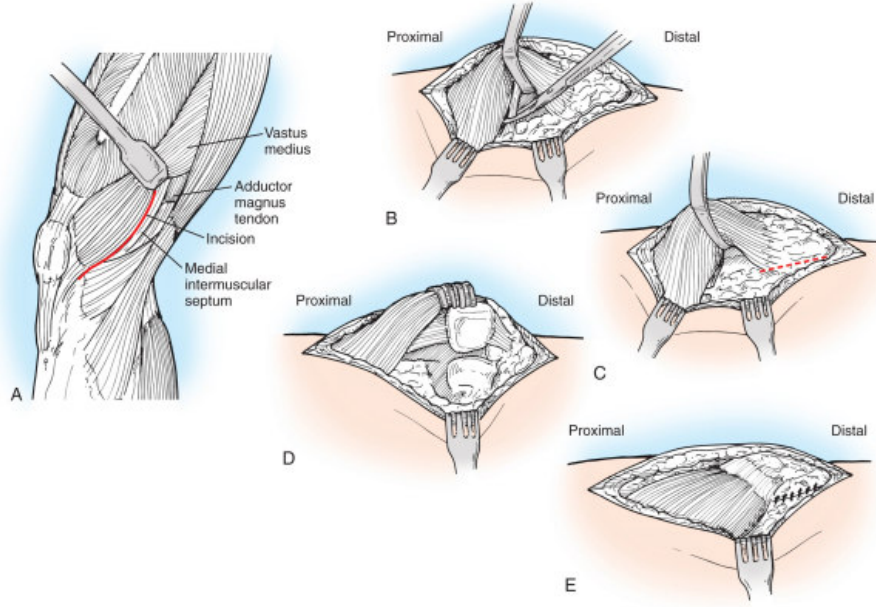 Vastus
medius
Adductor
magnus
tendon
Incision
Medial
intermuscular
septum
A
Proximal
Distal
B
Proximal
Distal
C
Proximal
Distal
D
Proximal
Distal
E